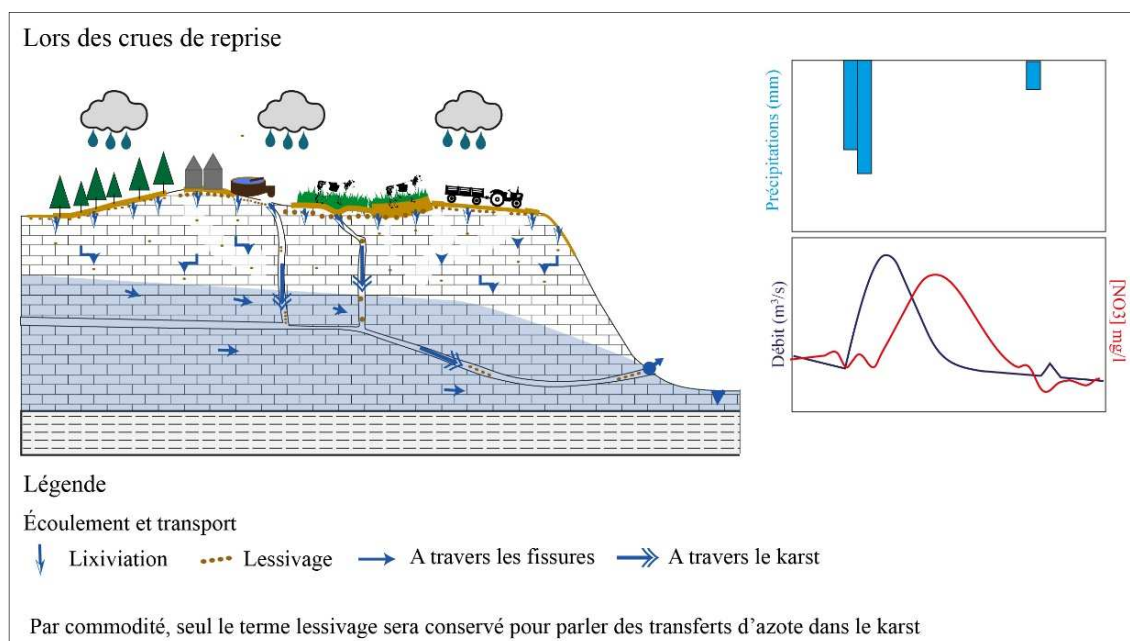 Lors des crues de reprise
Précipitations (mm)
Débit (m³/s)
[NO3] mg/l
Légende
Écoulement et transport
Lixiviation
Lessivage
A travers les fissures
A travers le karst
Par commodité, seul le terme lessivage sera conservé pour parler des transferts d’azote dans le karst